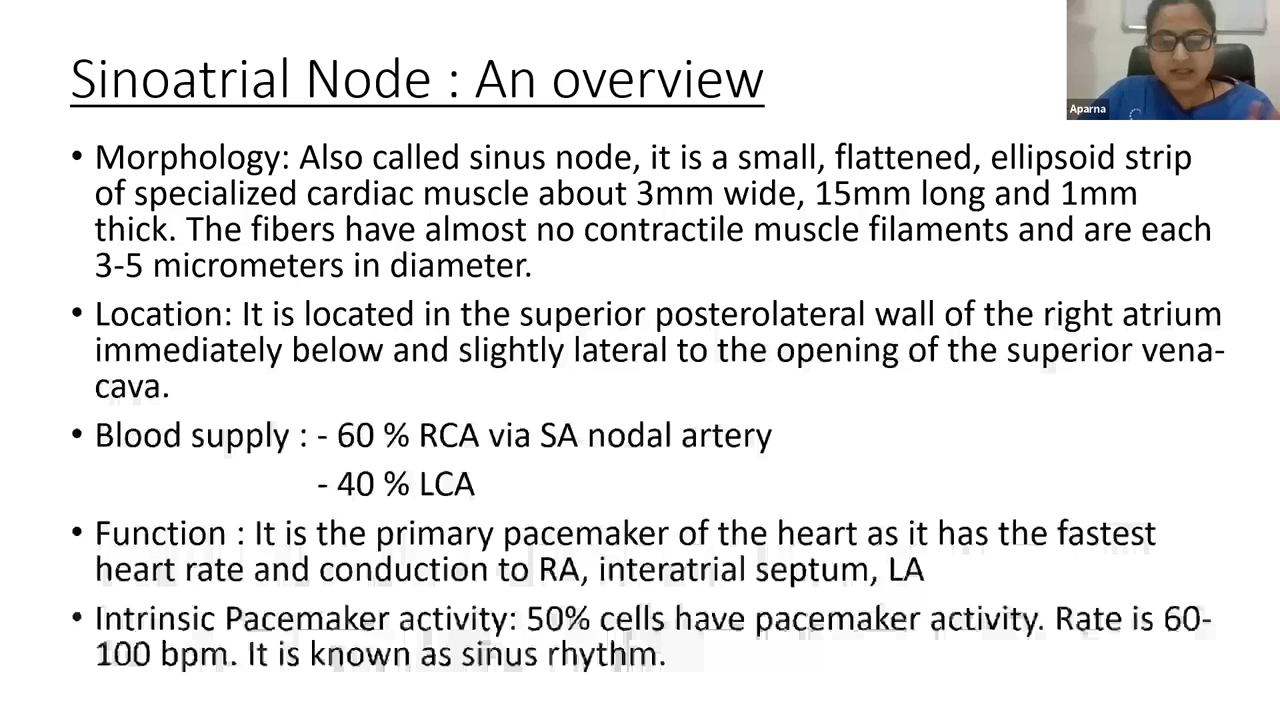 Sinoatrial Node : An overview
Aparna
• Morphology: Also called sinus node, it is a small, flattened, ellipsoid strip
of specialized cardiac muscle about 3mm wide, 15mm long and 1mm
thick. The fibers have almost no contractile muscle filaments and are each
3-5 micrometers in diameter.
• Location: It is located in the superior posterolateral wall of the right atrium
immediately below and slightly lateral to the opening of the superior vena-
cava.
• Blood supply : - 60 % RCA via SA nodal artery
- 40 % LCA
• Function : It is the primary pacemaker of the heart as it has the fastest
heart rate and conduction to RA, interatrial septum, LA
• Intrinsic Pacemaker activity: 50% cells have pacemaker activity. Rate is 60-
100 bpm. It is known as sinus rhythm.